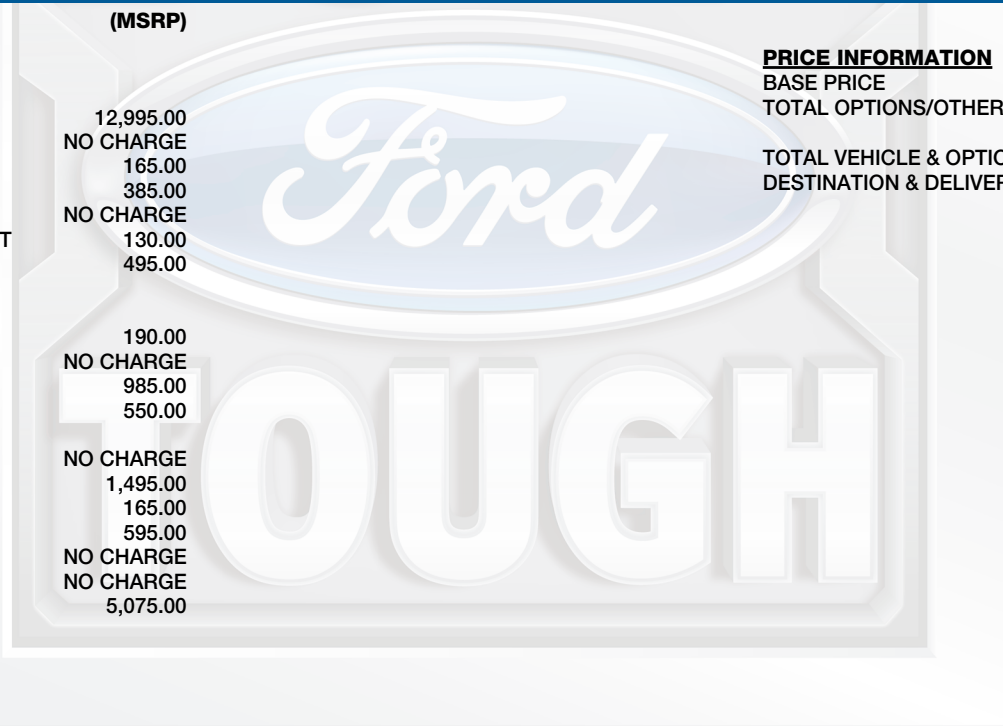 (MSRP)
12,995.00
NO CHARGE
165.00
385.00
NO CHARGE
T 130.00
495.00
190.00
NO CHARGE
985.00
550.00
NO CHARGE
1,495.00
165.00
595.00
NO CHARGE
NO CHARGE
5,075.00
PRICE INFORMATION
BASE PRICE
TOTAL OPTIONS/OTHER
TOTAL VEHICLE & OPTIO
DESTINATION & DELIVER
Ford
TOUGH